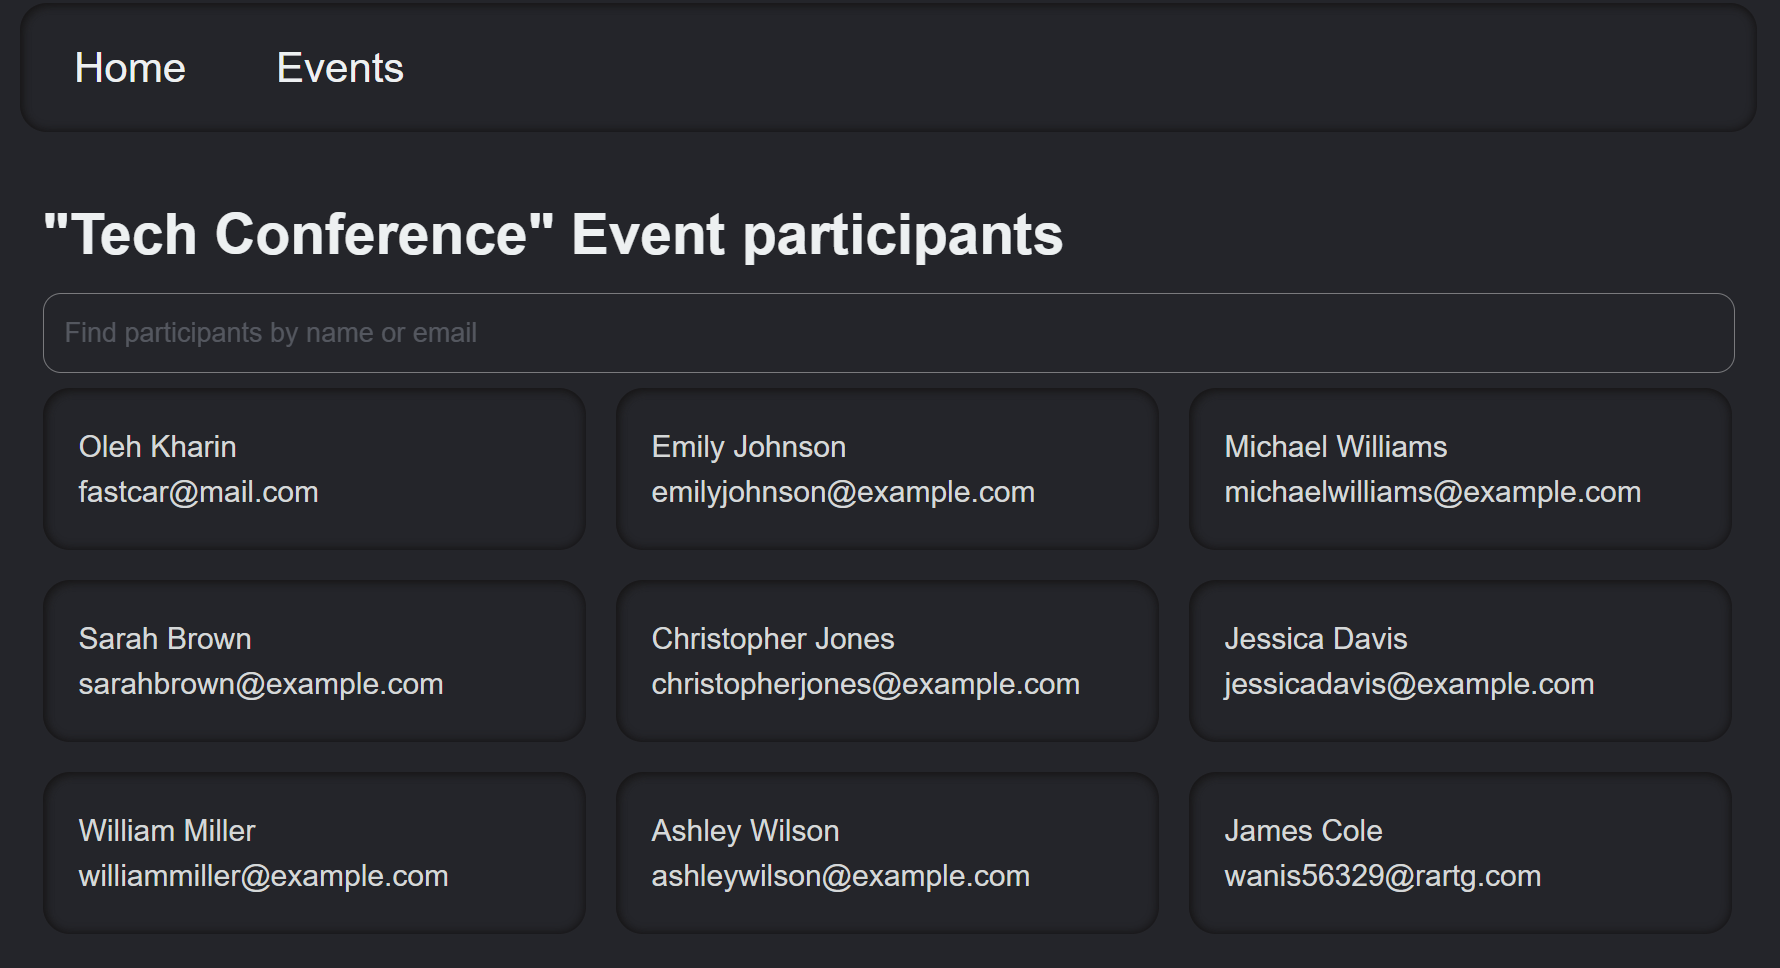 Home Events
"Tech Conference" Event participants
Find participants by name or email
Oleh Kharin
fastcar@mail.com
Emily Johnson
emilyjohnson@example.com
Michael Williams
michaelwilliams@example.com
Sarah Brown
sarahbrown@example.com
Christopher Jones
christopherjones@example.com
Jessica Davis
jessicadavis@example.com
William Miller
williammiller@example.com
Ashley Wilson
ashleywilson@example.com
James Cole
wanis56329@rartg.com